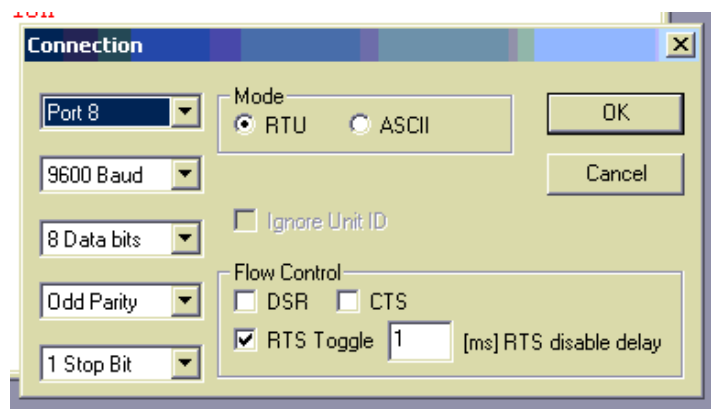 Connection
Port 8
9600 Baud
8 Data bits
Odd Parity
1 Stop Bit
Mode
RTU ASCII
Ignore Unit ID
Flow Control
DSR CTS
RTS Toggle 1 [ms] RTS disable delay
OK
Cancel